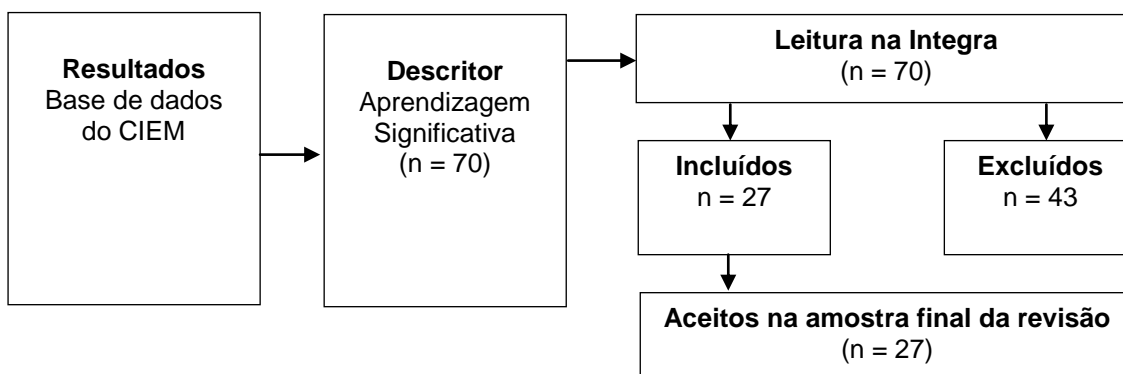 Resultados
Base de dados
do CIEM
Descritor
Aprendizagem
Significativa
(n = 70)
Leitura na Integra
(n = 70)
Incluídos
n = 27
Excluídos
n = 43
Aceitos na amostra final da revisão
(n = 27)